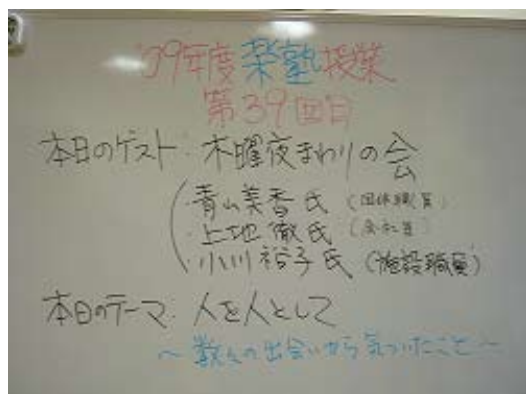 '09年度 楽塾授業
第39回目
本日のゲスト: 木曜夜まわりの会
・青山美香氏 (団体職員)
・上地徹氏 (会社員)
・小川裕子氏 (施設職員)
本日のテーマ: 人を人として
～数々の出会いから気づいたこと～